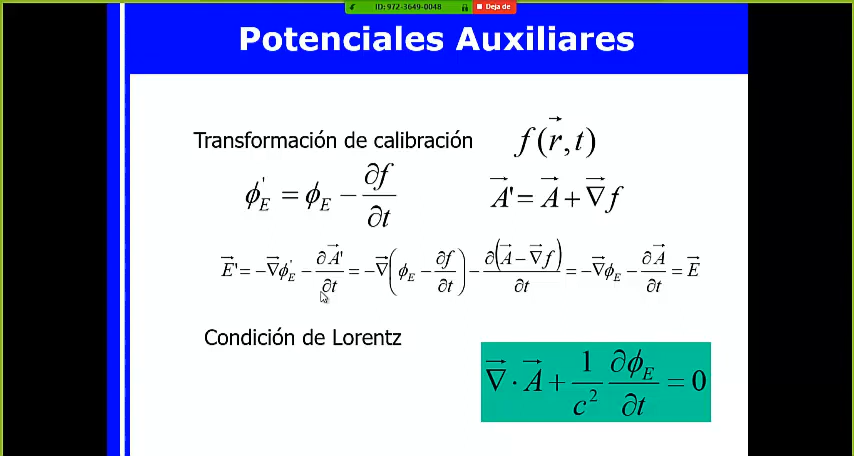 ID: 972-3649-0048 Deja de
Potenciales Auxiliares
Transformación de calibración f(r⃗,t)
ϕ'_E = ϕ_E − ∂f/∂t A⃗' = A⃗ + ∇⃗f
E⃗' = −∇⃗ϕ'_E − ∂A⃗'/∂t = −∇⃗(ϕ_E − ∂f/∂t) − ∂(A⃗ − ∇⃗f)/∂t = −∇⃗ϕ_E − ∂A⃗/∂t = E⃗
Condición de Lorentz
∇⃗ · A⃗ + 1/c² ∂ϕ_E/∂t = 0